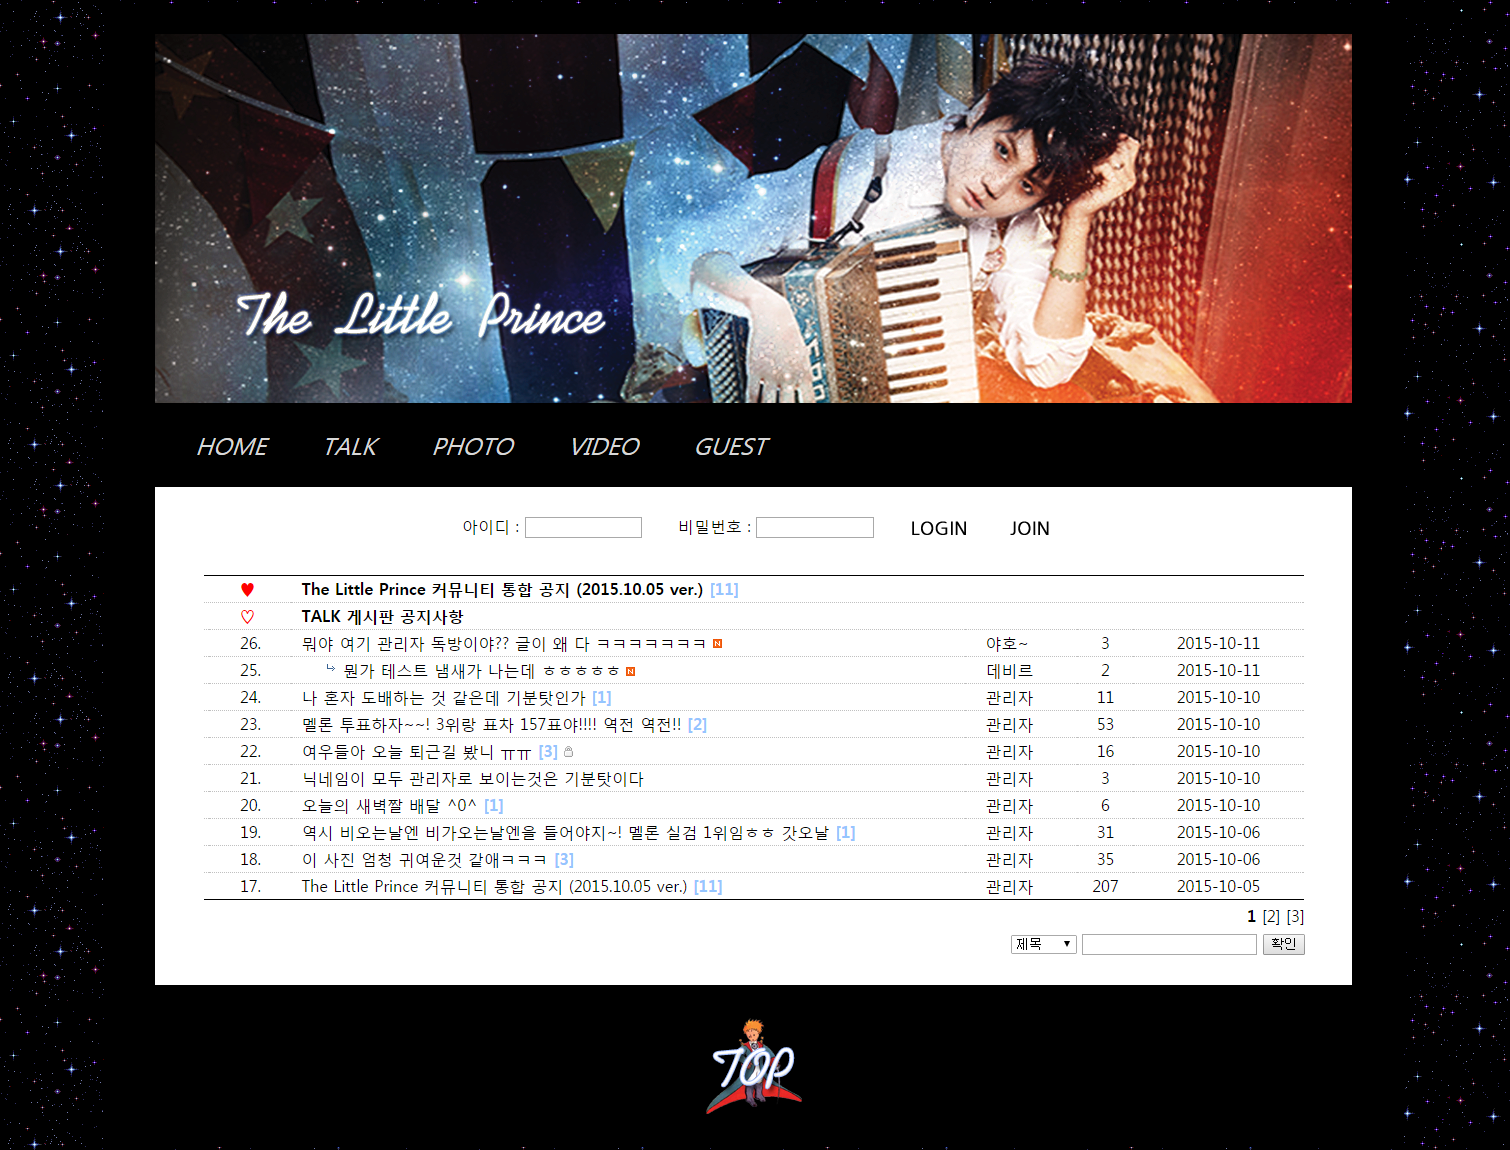 The Little Prince
HOME TALK PHOTO VIDEO GUEST
아이디 : 비밀번호 : LOGIN JOIN
♥ The Little Prince 커뮤니티 통합 공지 (2015.10.05 ver.) [11]
♡ TALK 게시판 공지사항
26. 뭐야 여기 관리자 독방이야?? 글이 왜 다 ㅋㅋㅋㅋㅋㅋㅋ N 야호~ 3 2015-10-11
25. 뭔가 테스트 냄새가 나는데 ㅎㅎㅎㅎㅎ N 데비르 2 2015-10-11
24. 나 혼자 도배하는 것 같은데 기분탓인가 [1] 관리자 11 2015-10-10
23. 멜론 투표하자~~! 3위랑 표차 157표야!!!! 역전 역전!! [2] 관리자 53 2015-10-10
22. 여우들아 오늘 퇴근길 봤니 ㅠㅠ [3] 관리자 16 2015-10-10
21. 닉네임이 모두 관리자로 보이는것은 기분탓이다 관리자 3 2015-10-10
20. 오늘의 새벽짤 배달 ^0^ [1] 관리자 6 2015-10-10
19. 역시 비오는날엔 비가오는날엔을 들어야지~! 멜론 실검 1위임ㅎㅎ 갓오날 [1] 관리자 31 2015-10-06
18. 이 사진 엄청 귀여운것 같애ㅋㅋㅋ [3] 관리자 35 2015-10-06
17. The Little Prince 커뮤니티 통합 공지 (2015.10.05 ver.) [11] 관리자 207 2015-10-05
1 [2] [3]
제목 확인
TOP